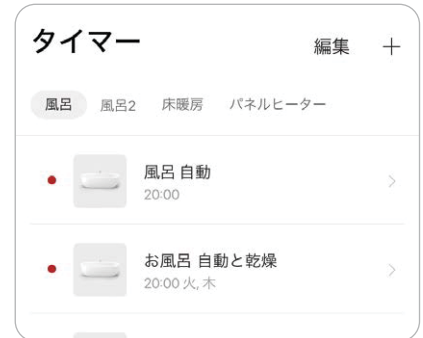 タイマー 編集 +
風呂 風呂2 床暖房 パネルヒーター
風呂 自動
20:00
お風呂 自動と乾燥
20:00 火, 木